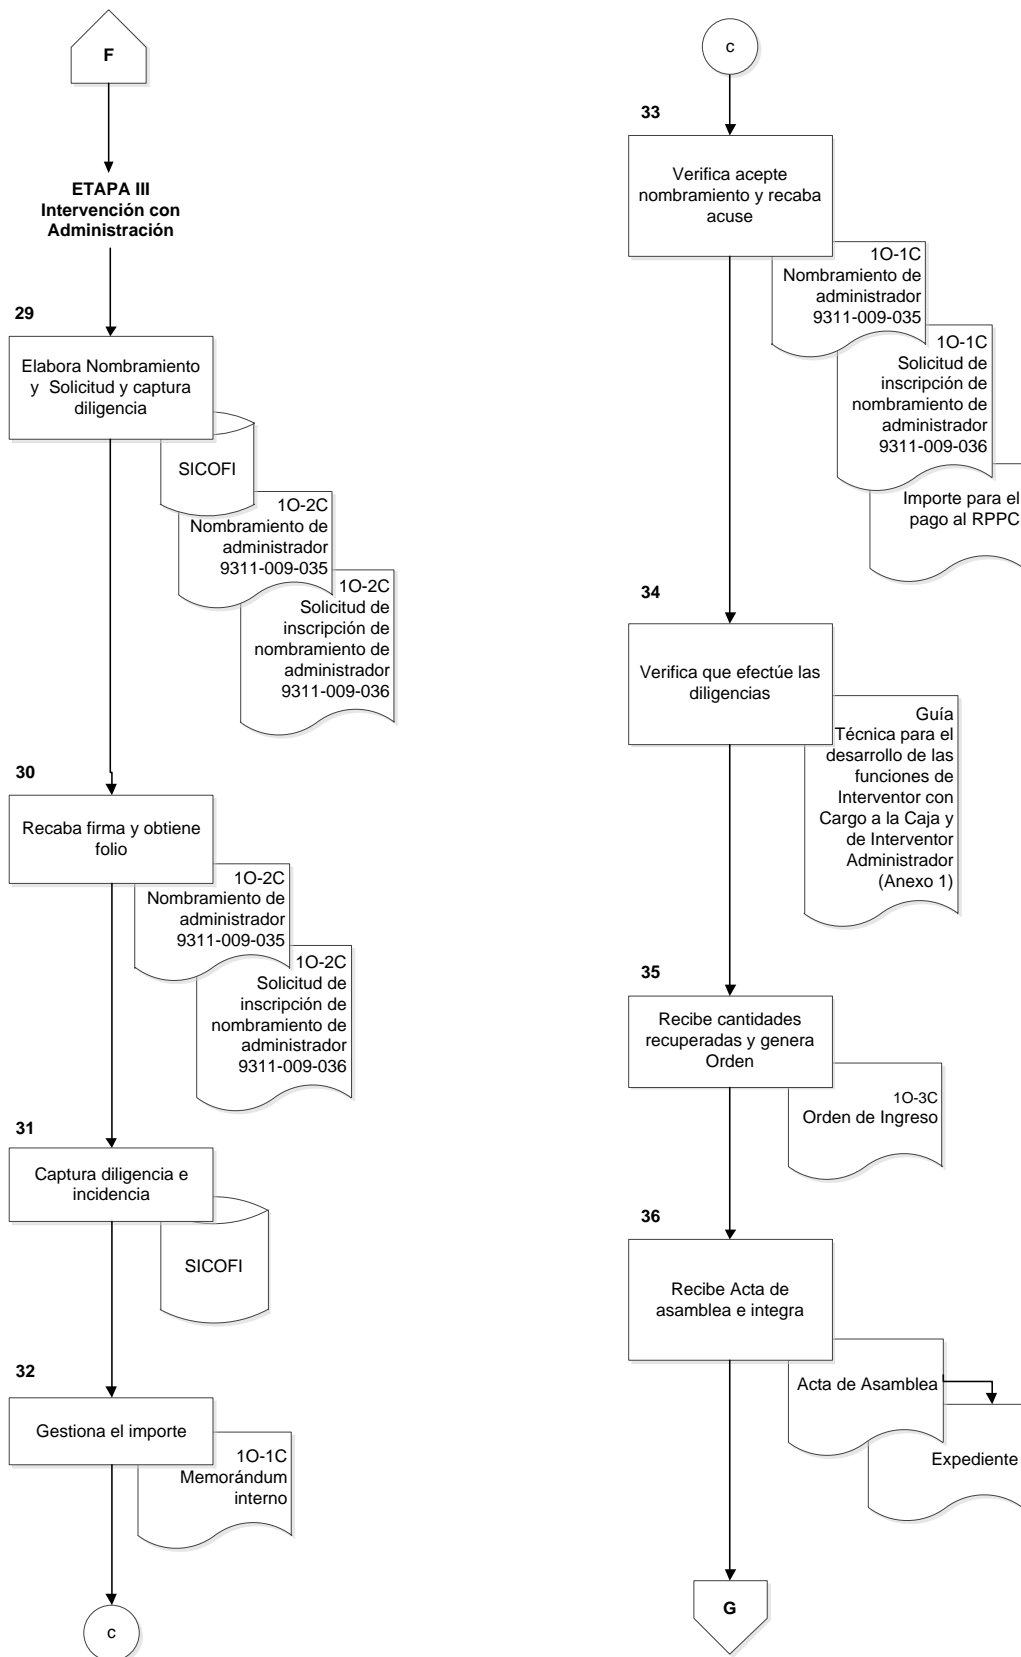 F
ETAPA III
Intervención con
Administración
29
Elabora Nombramiento
y Solicitud y captura
diligencia
SICOFI
1O-2C
Nombramiento de
administrador
9311-009-035
1O-2C
Solicitud de
inscripción de
nombramiento de
administrador
9311-009-036
30
Recaba firma y obtiene
folio
1O-2C
Nombramiento de
administrador
9311-009-035
1O-2C
Solicitud de
inscripción de
nombramiento de
administrador
9311-009-036
31
Captura diligencia e
incidencia
SICOFI
32
Gestiona el importe
1O-1C
Memorándum
interno
c
c
33
Verifica acepte
nombramiento y recaba
acuse
1O-1C
Nombramiento de
administrador
9311-009-035
1O-1C
Solicitud de
inscripción de
nombramiento de
administrador
9311-009-036
Importe para el
pago al RPPC
34
Verifica que efectúe las
diligencias
Guía
Técnica para el
desarrollo de las
funciones de
Interventor con
Cargo a la Caja y
de Interventor
Administrador
(Anexo 1)
35
Recibe cantidades
recuperadas y genera
Orden
1O-3C
Orden de Ingreso
36
Recibe Acta de
asamblea e integra
Acta de Asamblea
Expediente
G